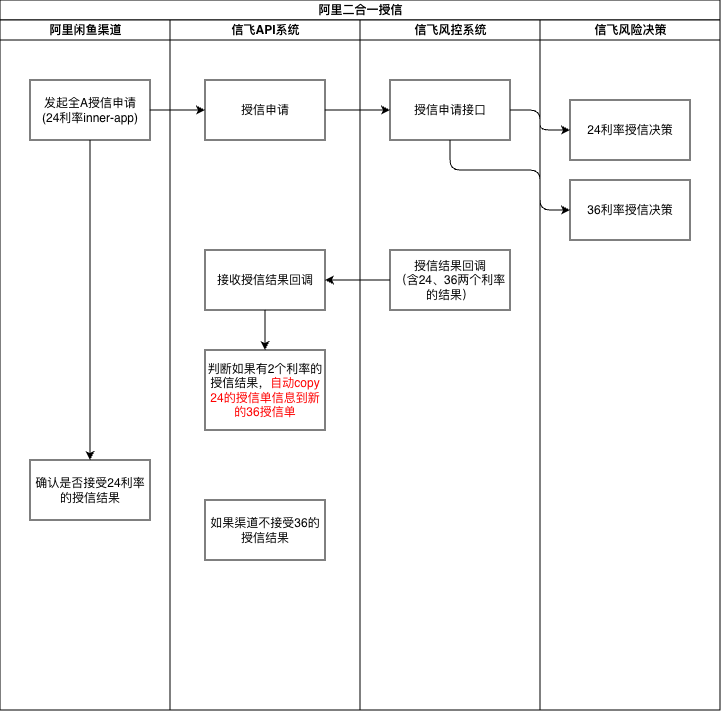 阿里二合一授信
阿里闲鱼渠道
信飞API系统
信飞风控系统
信飞风险决策
发起全A授信申请
(24利率inner-app)
授信申请
授信申请接口
24利率授信决策
36利率授信决策
接收授信结果回调
授信结果回调
（含24、36两个利率
的结果）
判断如果有2个利率的
授信结果，自动copy
24的授信单信息到新
的36授信单
确认是否接受24利率
的授信结果
如果渠道不接受36的
授信结果